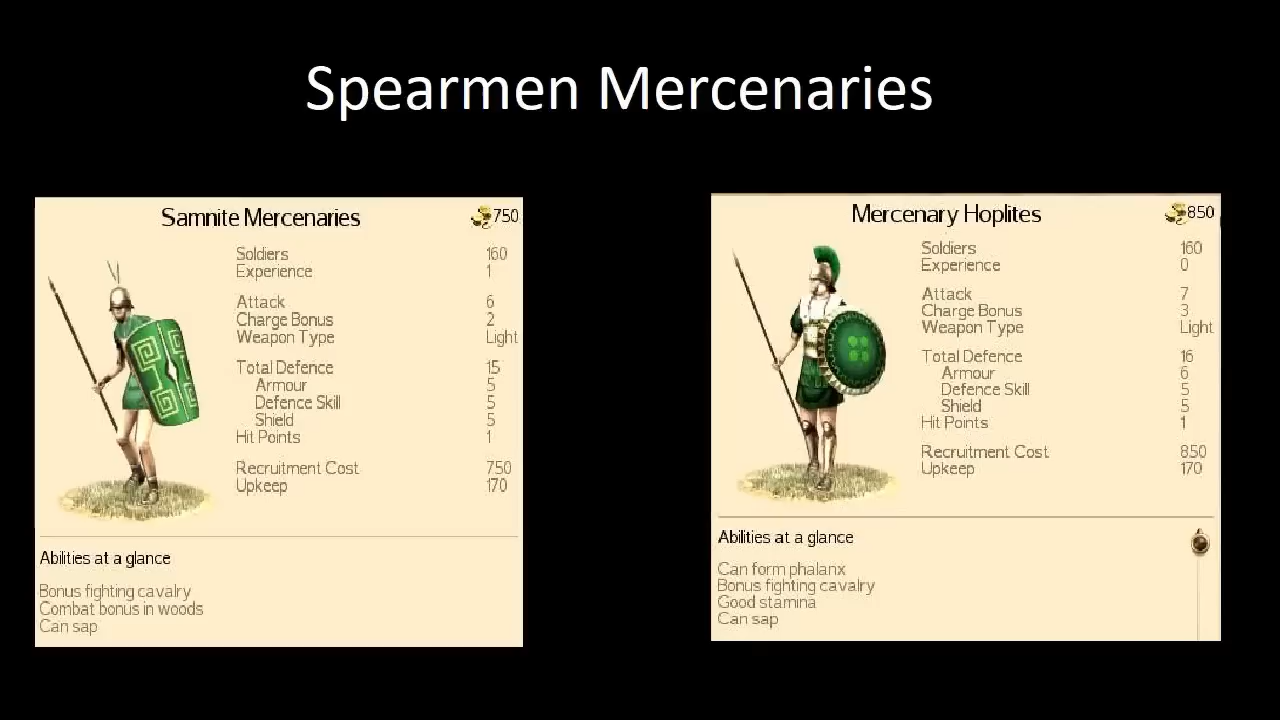 Spearmen Mercenaries
Samnite Mercenaries 750
Soldiers 160
Experience 1
Attack 6
Charge Bonus 2
Weapon Type Light
Total Defence 15
Armour 5
Defence Skill 5
Shield 5
Hit Points 1
Recruitment Cost 750
Upkeep 170
Abilities at a glance
Bonus fighting cavalry
Combat bonus in woods
Can sap
Mercenary Hoplites 850
Soldiers 160
Experience 0
Attack 7
Charge Bonus 3
Weapon Type Light
Total Defence 16
Armour 6
Defence Skill 5
Shield 5
Hit Points 1
Recruitment Cost 850
Upkeep 170
Abilities at a glance
Can form phalanx
Bonus fighting cavalry
Good stamina
Can sap